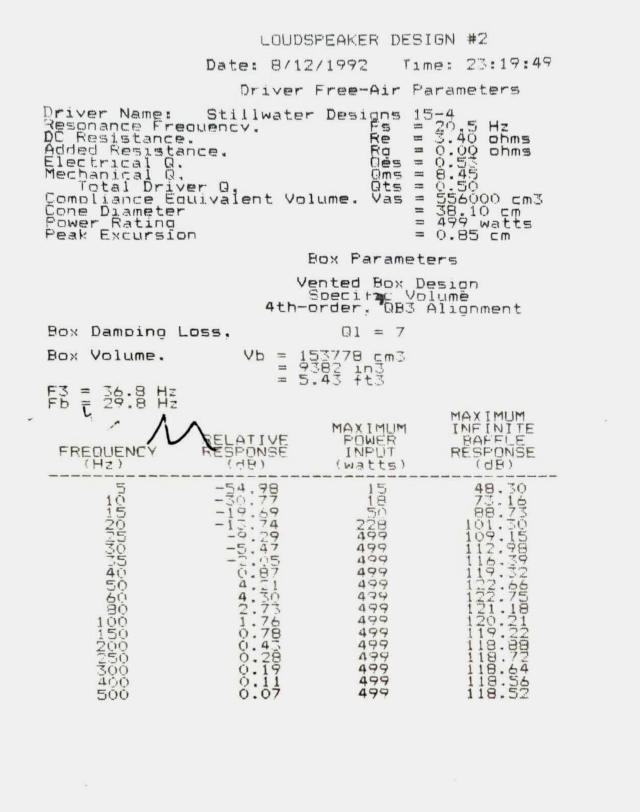 LOUDSPEAKER DESIGN #2
Date: 8/12/1992 Time: 23:19:49
Driver Free-Air Parameters
Driver Name: Stillwater Designs 15-4
Resonance Frequency. Fs = 20.5 Hz
DC Resistance. Re = 3.40 ohms
Added Resistance. Rg = 0.00 ohms
Electrical Q. Qes = 0.53
Mechanical Q. Qms = 8.45
Total Driver Q. Qts = 0.50
Compliance Equivalent Volume. Vas = 556000 cm3
Cone Diameter = 38.10 cm
Power Rating = 499 watts
Peak Excursion = 0.85 cm
Box Parameters
Vented Box Design
Specific Volume
4th-order, QB3 Alignment
Box Damping Loss. Ql = 7
Box Volume. Vb = 153778 cm3
= 9382 in3
= 5.43 ft3
F3 = 36.8 Hz
Fb = 29.8 Hz
FREQUENCY (Hz) RELATIVE RESPONSE (dB) MAXIMUM POWER INPUT (watts) MAXIMUM INFINITE BAFFLE RESPONSE (dB)
5 -54.98 15 48.30
10 -30.77 18 73.16
15 -19.69 50 88.73
20 -13.74 228 101.30
25 -9.29 499 109.15
30 -5.47 499 112.98
35 -2.05 499 116.39
40 0.87 499 119.32
50 4.21 499 122.66
60 4.30 499 122.75
80 2.73 499 121.18
100 1.76 499 120.21
150 0.78 499 119.22
200 0.43 499 118.88
250 0.28 499 118.72
300 0.19 499 118.64
400 0.11 499 118.56
500 0.07 499 118.52